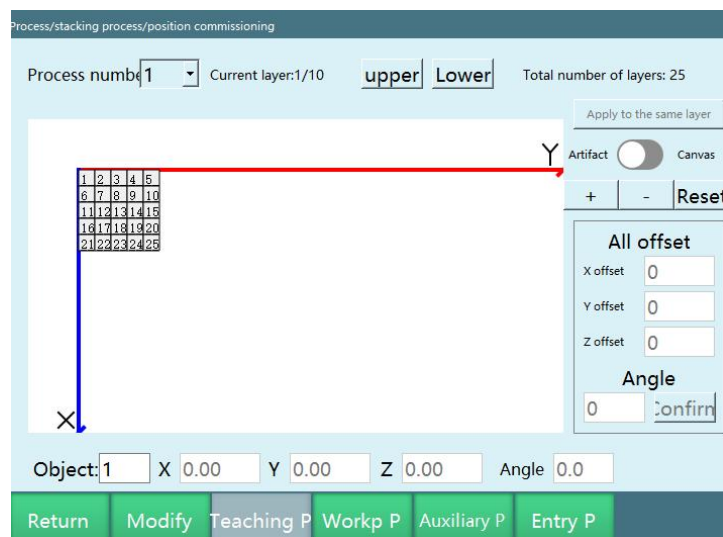 Process/stacking process/position commissioning
Process numbe 1 Current layer:1/10 upper Lower Total number of layers: 25
Apply to the same layer
Y Artifact Canvas
+ - Reset
1 2 3 4 5
6 7 8 9 10
11 12 13 14 15
16 17 18 19 20
21 22 23 24 25
All offset
X offset 0
Y offset 0
Z offset 0
Angle
0 Confirm
X
Object: 1 X 0.00 Y 0.00 Z 0.00 Angle 0.0
Return Modify Teaching P Workp P Auxiliary P Entry P